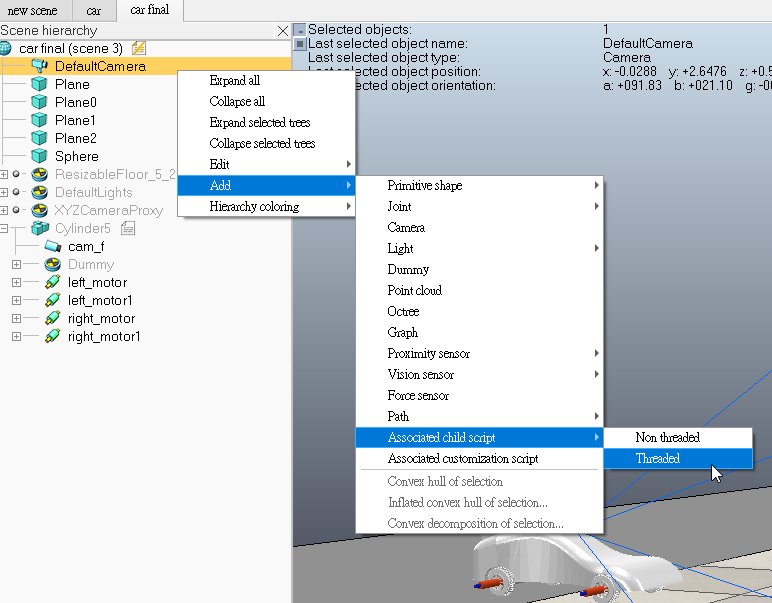 new scene
car
car final
Scene hierarchy
car final (scene 3)
DefaultCamera
Plane
Plane0
Plane1
Plane2
Sphere
ResizableFloor_5_2
DefaultLights
XYZCameraProxy
Cylinder5
cam_f
Dummy
left_motor
left_motor1
right_motor
right_motor1
Selected objects: 1
Last selected object name: DefaultCamera
Last selected object type: Camera
selected object position: x: -0.0288 y: +2.6476 z: +0.5
selected object orientation: a: +091.83 b: +021.10 g: -0
Expand all
Collapse all
Expand selected trees
Collapse selected trees
Edit
Add
Hierarchy coloring
Primitive shape
Joint
Camera
Light
Dummy
Point cloud
Octree
Graph
Proximity sensor
Vision sensor
Force sensor
Path
Associated child script
Associated customization script
Convex hull of selection
Inflated convex hull of selection...
Convex decomposition of selection...
Non threaded
Threaded